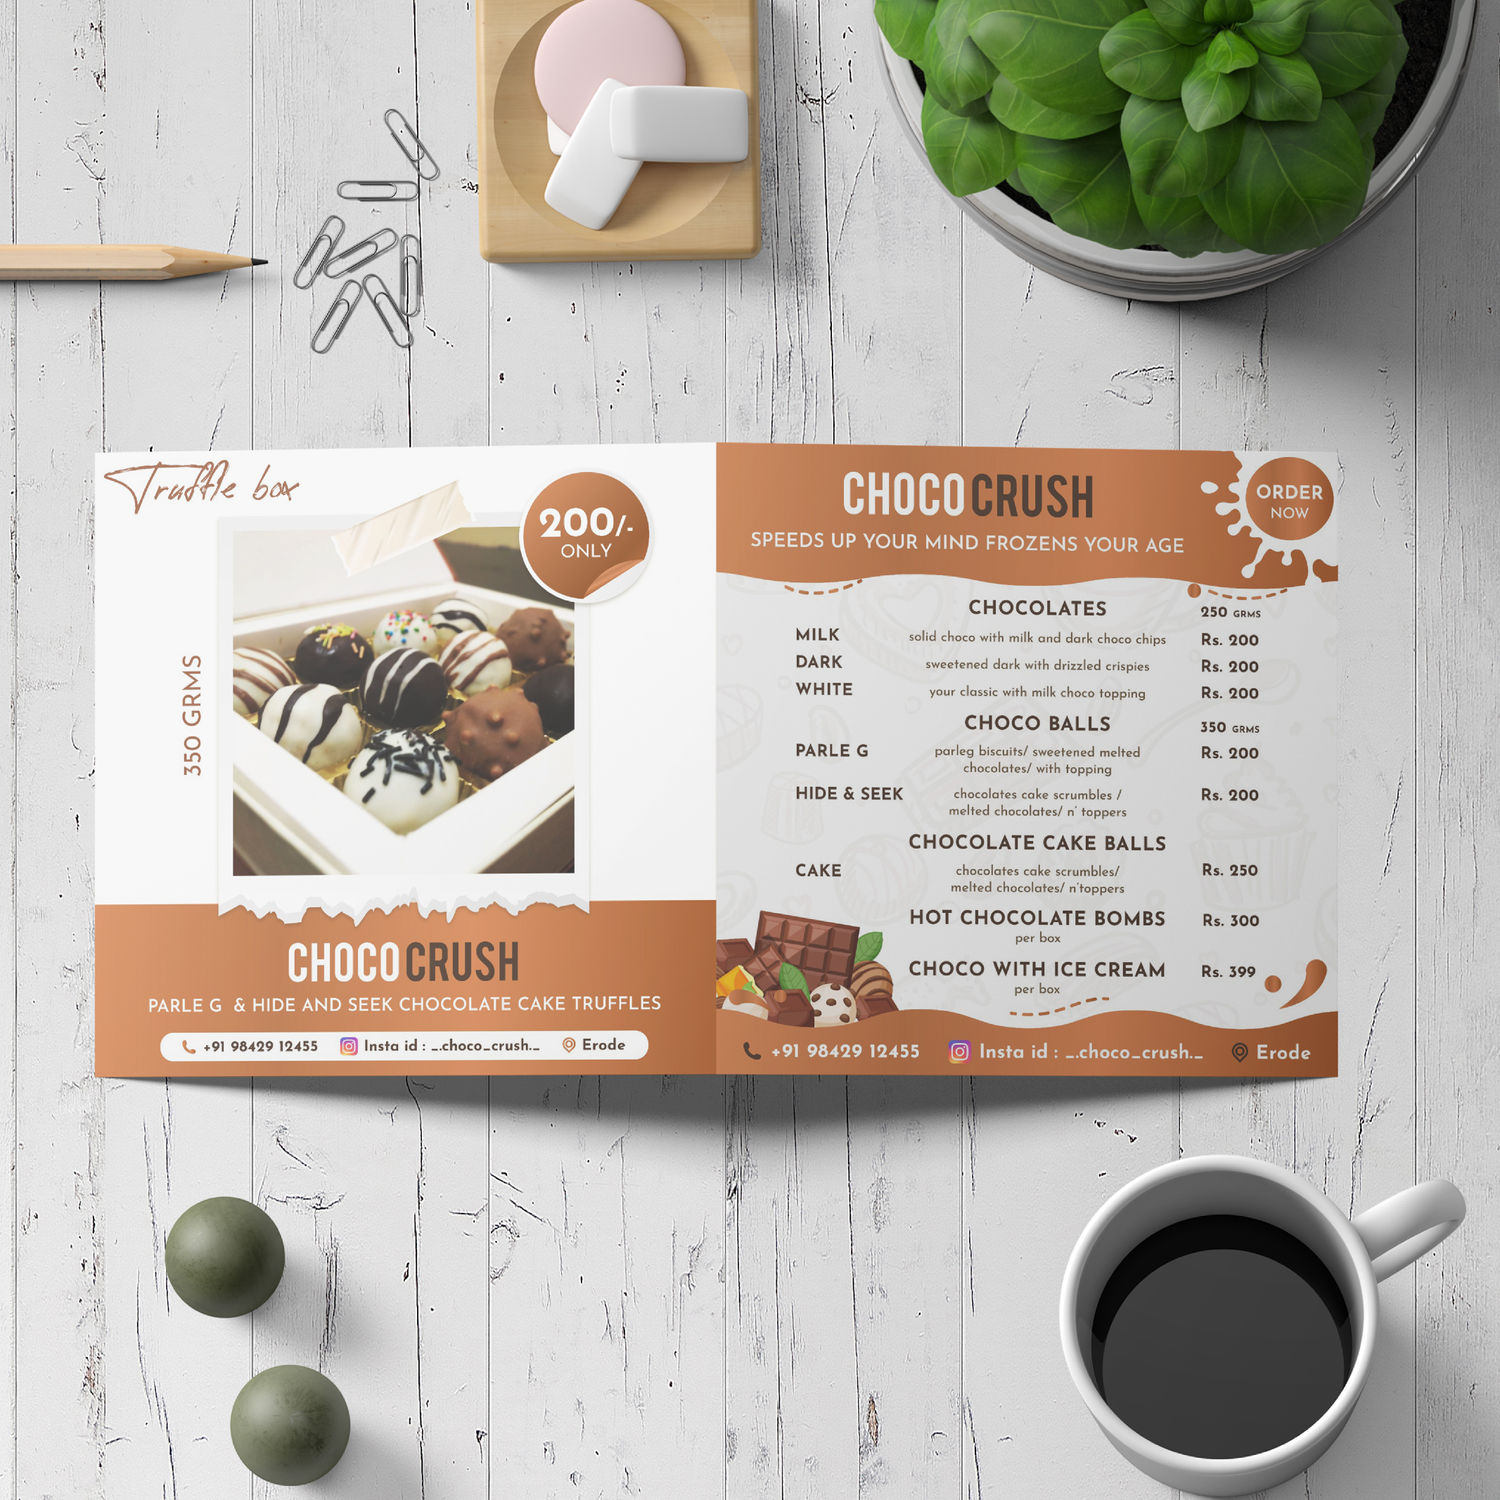 Truffle box
200/-
ONLY
350 GRMS
CHOCO CRUSH
PARLE G & HIDE AND SEEK CHOCOLATE CAKE TRUFFLES
+91 98429 12455 Insta id : _.choco_crush._ Erode
CHOCO CRUSH
SPEEDS UP YOUR MIND FROZENS YOUR AGE
ORDER
NOW
CHOCOLATES 250 GRMS
MILK solid choco with milk and dark choco chips Rs. 200
DARK sweetened dark with drizzled crispies Rs. 200
WHITE your classic with milk choco topping Rs. 200
CHOCO BALLS 350 GRMS
PARLE G parleg biscuits/ sweetened melted Rs. 200
chocolates/ with topping
HIDE & SEEK chocolates cake scrumbles / Rs. 200
melted chocolates/ n' toppers
CHOCOLATE CAKE BALLS
CAKE chocolates cake scrumbles/ Rs. 250
melted chocolates/ n'toppers
HOT CHOCOLATE BOMBS Rs. 300
per box
CHOCO WITH ICE CREAM Rs. 399
per box
+91 98429 12455 Insta id : _.choco_crush._ Erode